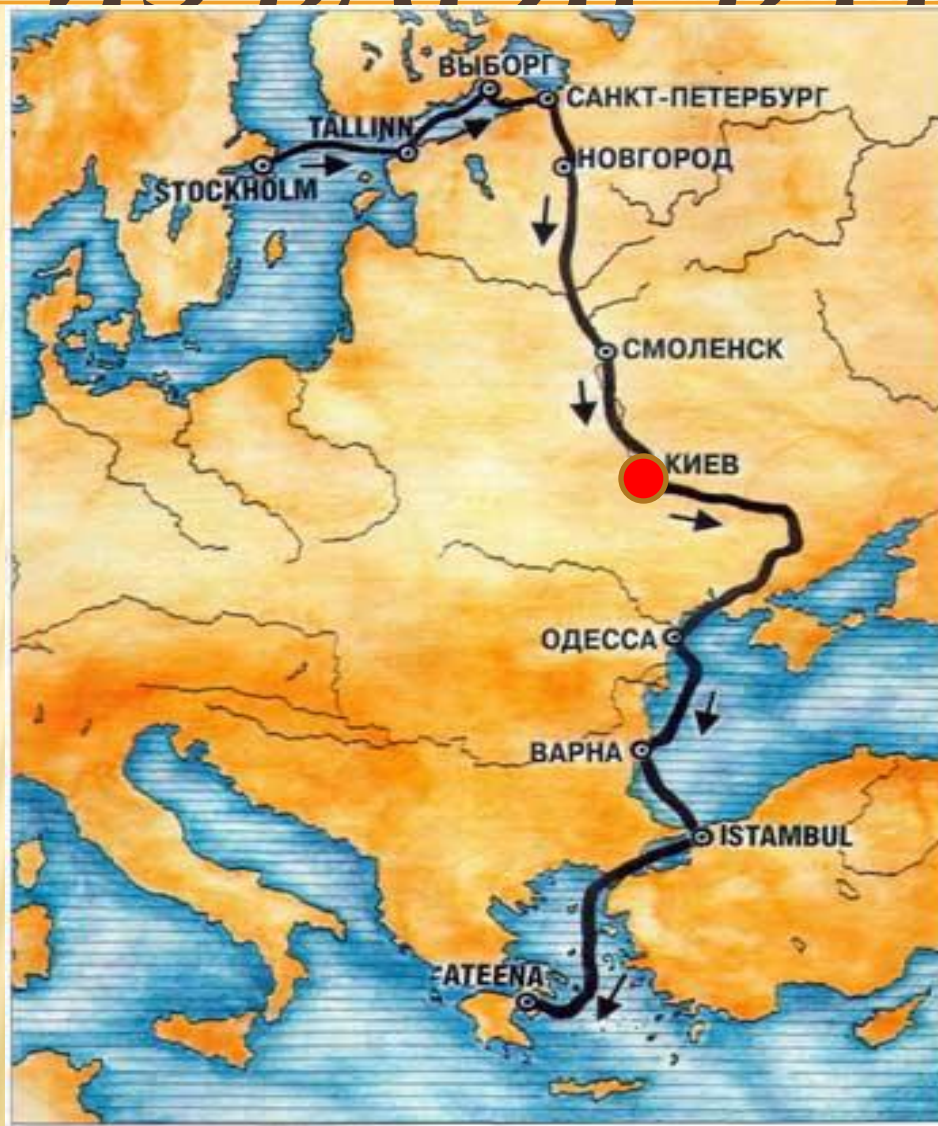 ВЫБОРГ
САНКТ-ПЕТЕРБУРГ
TALLINN
НОВГОРОД
STOCKHOLM
СМОЛЕНСК
КИЕВ
ОДЕССА
ВАРНА
ISTAMBUL
ATEENA